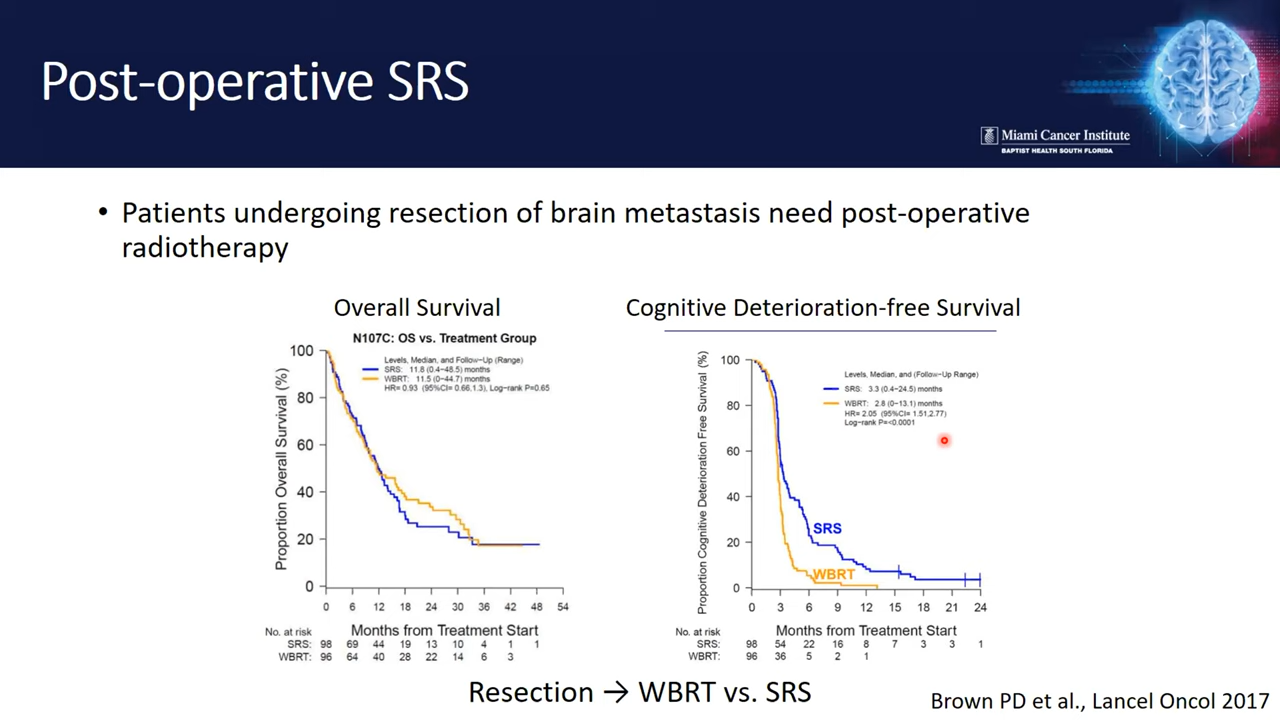 Post-operative SRS
Miami Cancer Institute
BAPTIST HEALTH SOUTH FLORIDA
• Patients undergoing resection of brain metastasis need post-operative
radiotherapy
Overall Survival
N107C: OS vs. Treatment Group
Levels, Median, and Follow-Up (Range)
SRS: 11.8 (0.4-48.5) months
WBRT: 11.5 (0-44.7) months
HR= 0.93 (95%CI= 0.66,1.3), Log-rank P=0.65
Proportion Overall Survival (%)
100
80
60
40
20
0
0 6 12 18 24 30 36 42 48 54
Months from Treatment Start
No. at risk
SRS: 98 69 44 19 13 10 4 1 1
WBRT: 96 64 40 28 22 14 6 3
Cognitive Deterioration-free Survival
Levels, Median, and (Follow-Up Range)
SRS: 3.3 (0.4-24.5) months
WBRT: 2.8 (0-13.1) months
HR= 2.05 (95%CI= 1.51,2.77)
Log-rank P=<0.0001
Proportion Cognitive Deterioration Free Survival (%)
100
80
60
40
20
0
SRS
WBRT
0 3 6 9 12 15 18 21 24
Months from Treatment Start
No. at risk
SRS: 98 54 22 16 8 7 3 3 1
WBRT: 96 36 5 2 1
Resection → WBRT vs. SRS
Brown PD et al., Lancel Oncol 2017